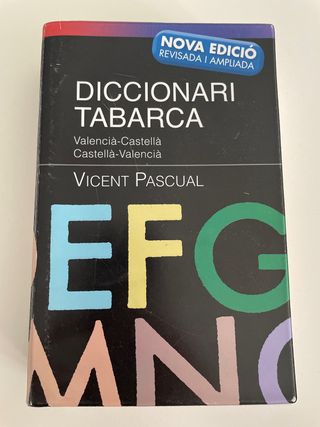 NOVA EDICIÓ
REVISADA I AMPLIADA
DICCIONARI
TABARCA
Valencià-Castellà
Castellà-Valencià
VICENT PASCUAL
EFG
MNO